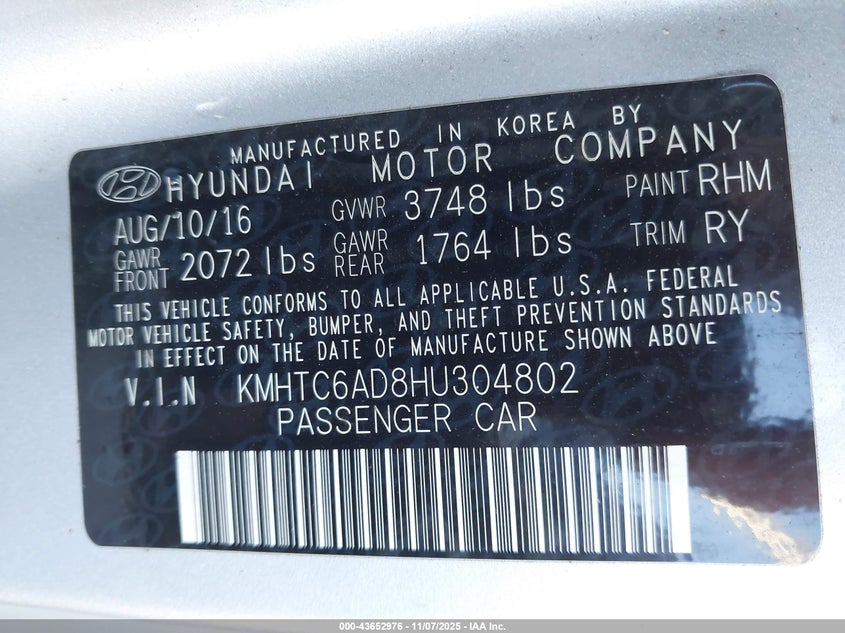 MANUFACTURED IN KOREA BY
HYUNDAI MOTOR COMPANY
AUG/10/16 GVWR 3748 lbs PAINT RHM
GAWR FRONT 2072 lbs GAWR REAR 1764 lbs TRIM RY
THIS VEHICLE CONFORMS TO ALL APPLICABLE U.S.A. FEDERAL
MOTOR VEHICLE SAFETY, BUMPER, AND THEFT PREVENTION STANDARDS
IN EFFECT ON THE DATE OF MANUFACTURE SHOWN ABOVE
V.I.N KMHTC6AD8HU304802
PASSENGER CAR
000-43652976 - 11/07/2025 - IAA Inc.